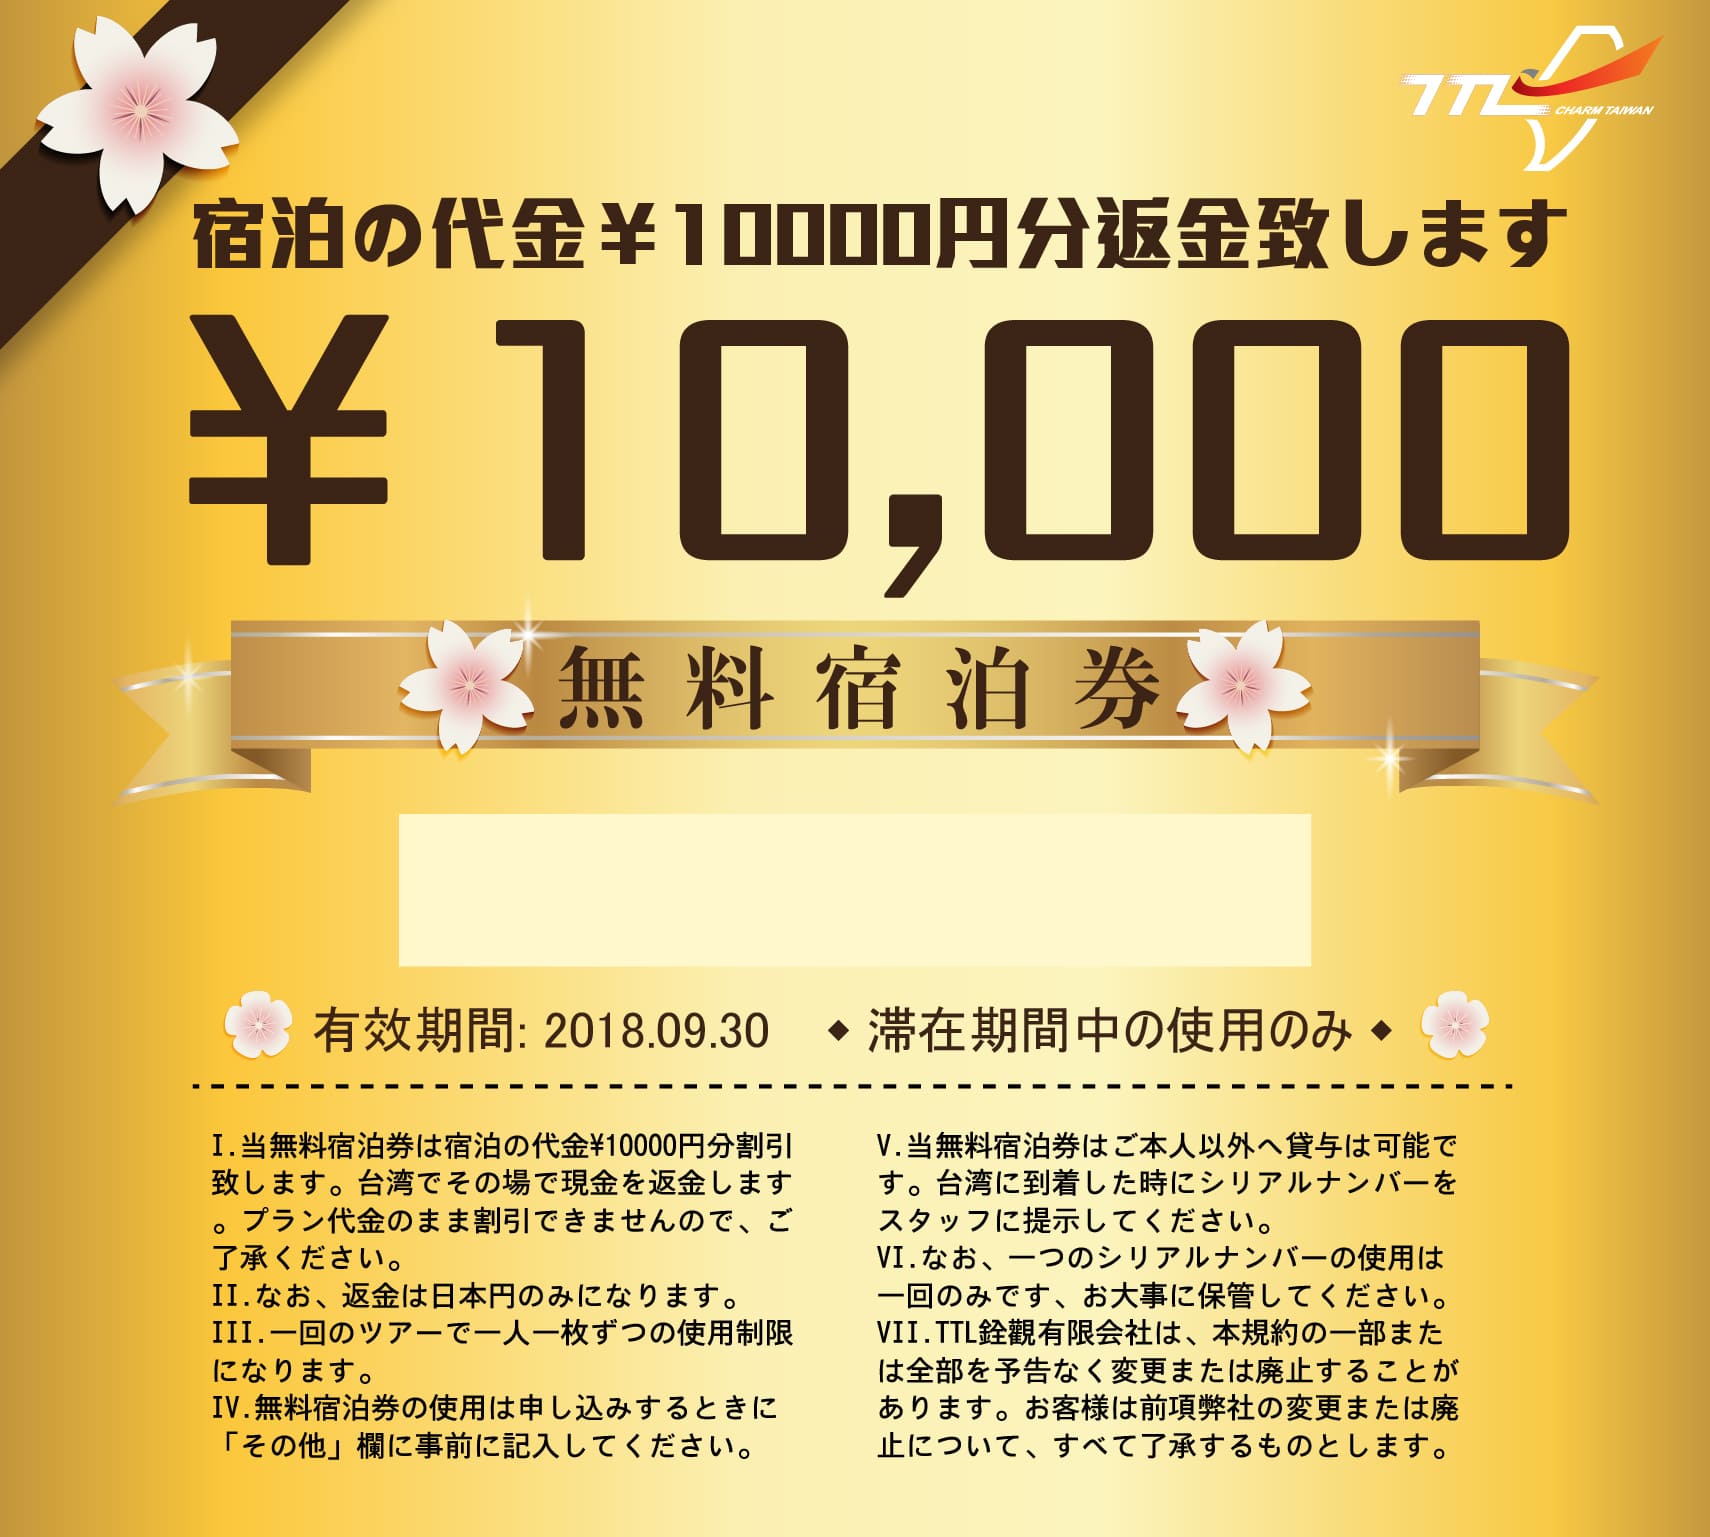 TTL
CHARM TAIWAN
宿泊の代金¥10000円分返金致します
¥10,000
無料宿泊券
有效期間: 2018.09.30 ◆ 滞在期間中の使用のみ ◆
I.当無料宿泊券は宿泊の代金¥10000円分割引
致します。台湾でその場で現金を返金します
。プラン代金のまま割引できませんので、ご
了承ください。
II.なお、返金は日本円のみになります。
III.一回のツアーで一人一枚ずつの使用制限
になります。
IV.無料宿泊券の使用は申し込みするときに
「その他」欄に事前に記入してください。
V.当無料宿泊券はご本人以外へ貸与は可能で
す。台湾に到着した時にシリアルナンバーを
スタッフに提示してください。
VI.なお、一つのシリアルナンバーの使用は
一回のみです、お大事に保管してください。
VII.TTL銓觀有限会社は、本規約の一部また
は全部を予告なく変更または廃止することが
あります。お客様は前項弊社の変更または廃
止について、すべて了承するものとします。